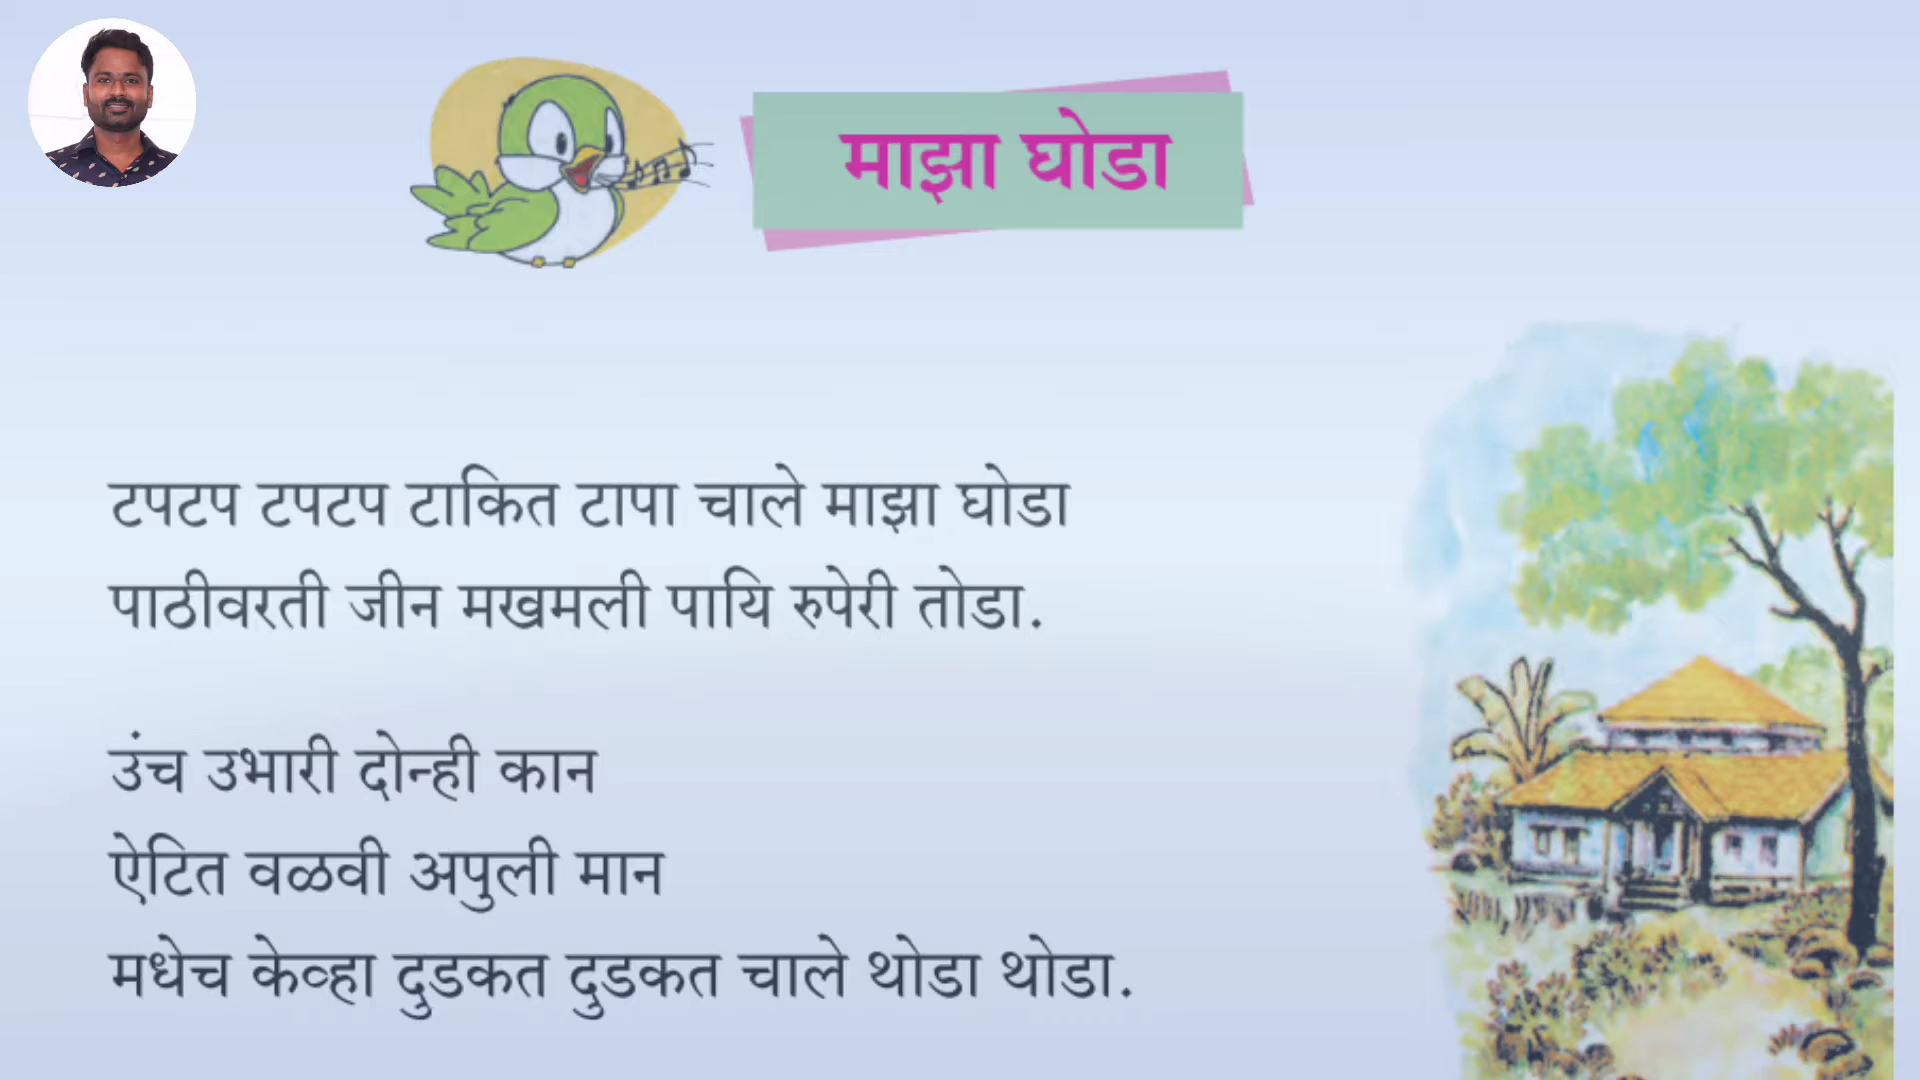 माझा घोडा
टपटप टपटप टाकित टापा चाले माझा घोडा
पाठीवरती जीन मखमली पायि रुपेरी तोडा.
उंच उभारी दोन्ही कान
ऐटित वळवी अपुली मान
मधेच केव्हा दुडकत दुडकत चाले थोडा थोडा.